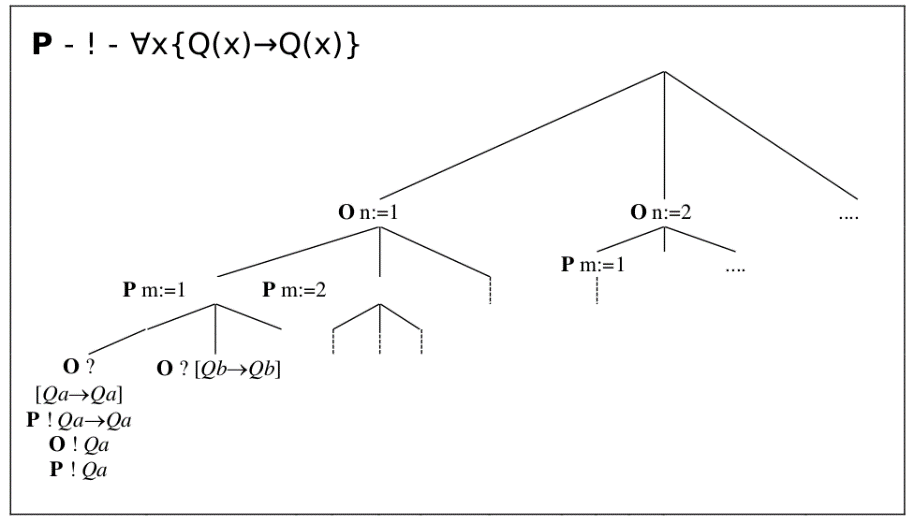 P - ! - ∀x{Q(x)→Q(x)}
O n:=1
O n:=2
....
P m:=1
P m:=2
P m:=1
....
O ?
[Qa→Qa]
P ! Qa→Qa
O ! Qa
P ! Qa
O ? [Qb→Qb]